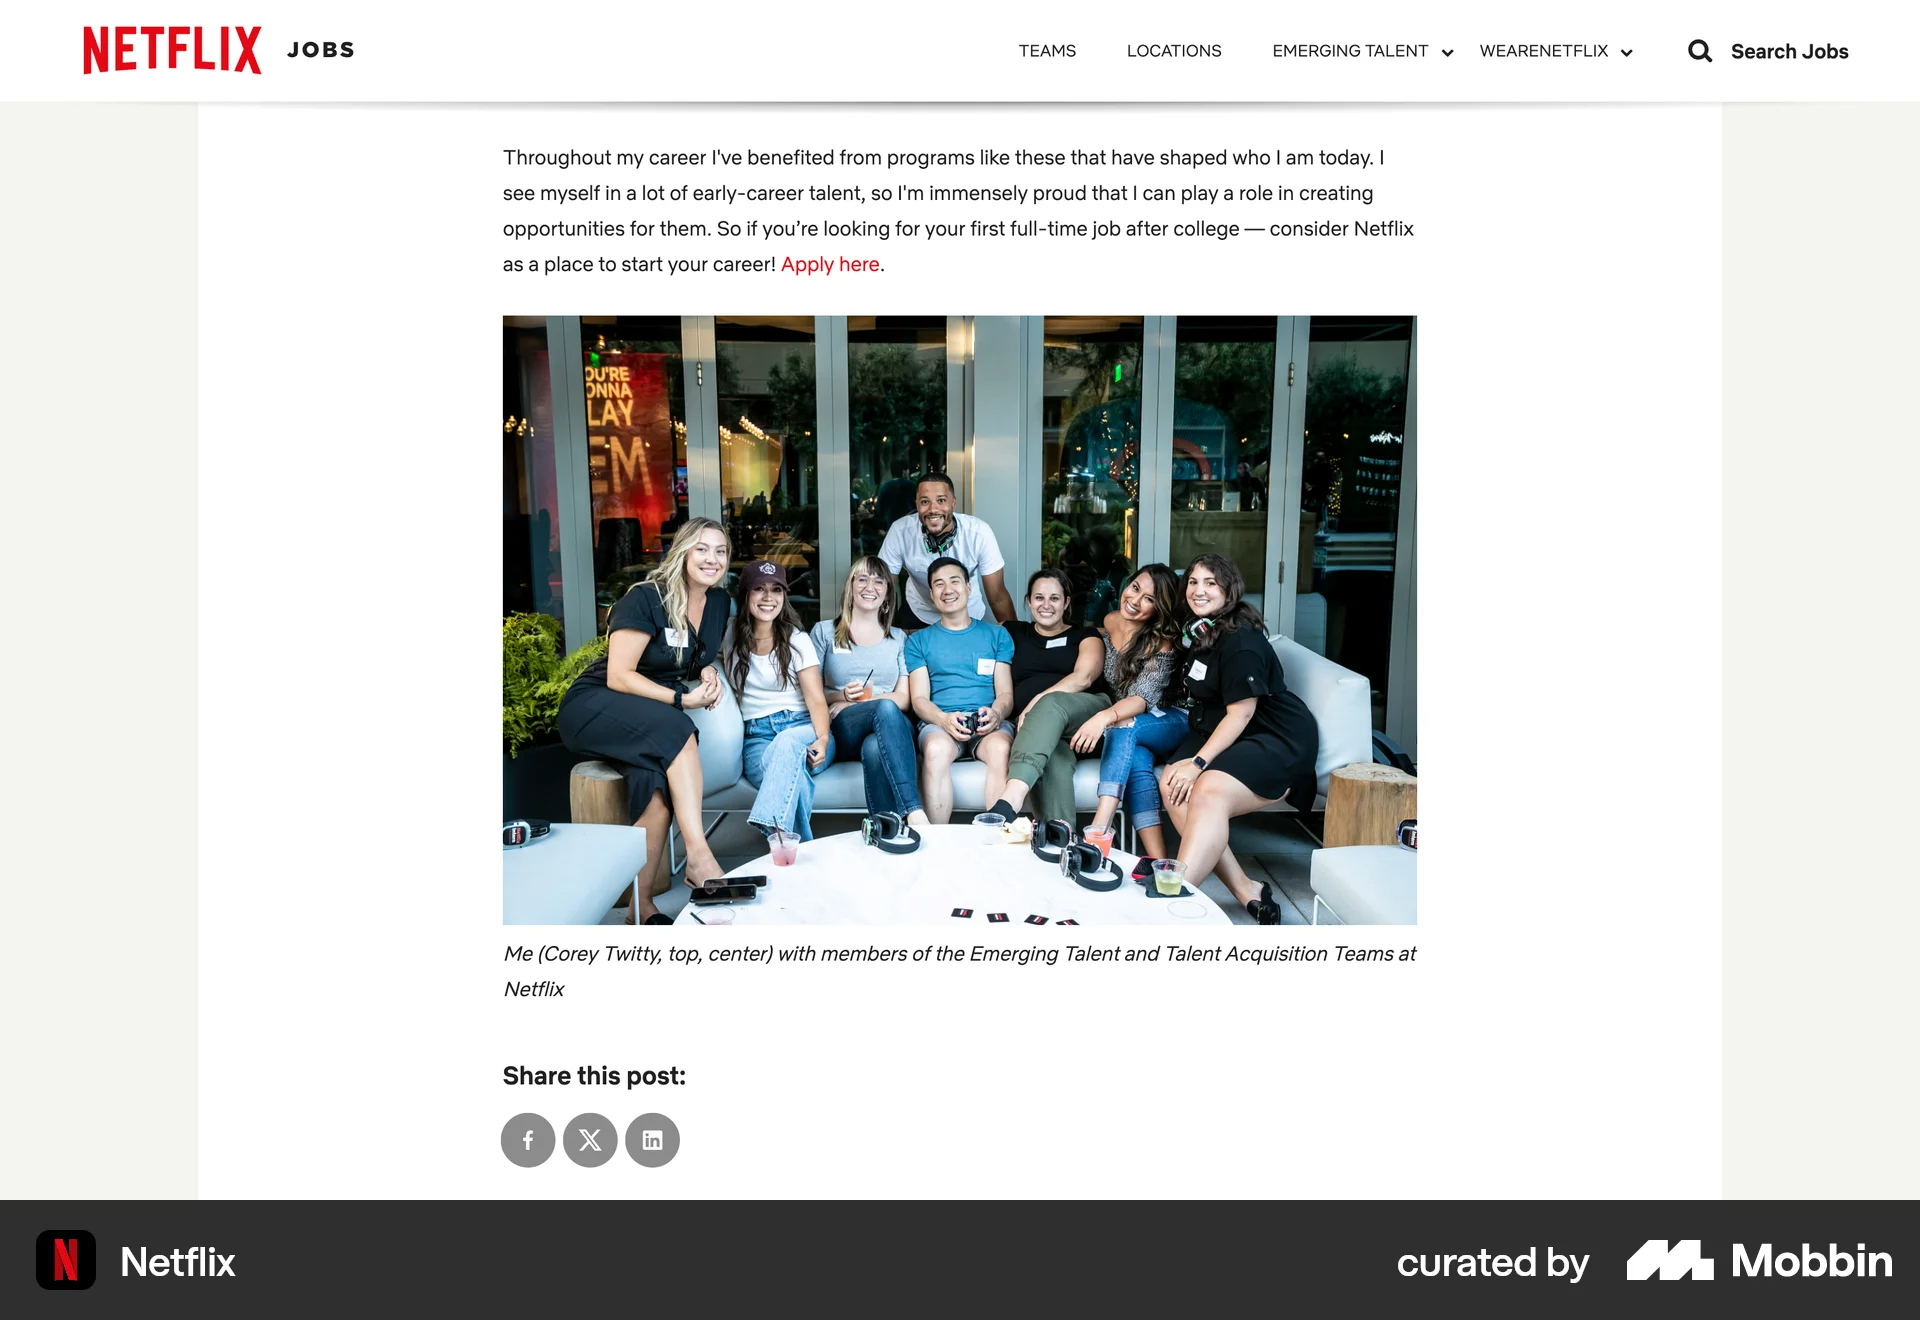 NETFLIX JOBS
TEAMS LOCATIONS EMERGING TALENT WEARENETFLIX Search Jobs
Throughout my career I've benefited from programs like these that have shaped who I am today. I
see myself in a lot of early-career talent, so I'm immensely proud that I can play a role in creating
opportunities for them. So if you’re looking for your first full-time job after college — consider Netflix
as a place to start your career! Apply here.
OU'RE
ONNA
LAY
EM
Me (Corey Twitty, top, center) with members of the Emerging Talent and Talent Acquisition Teams at
Netflix
Share this post:
Netflix
curated by Mobbin